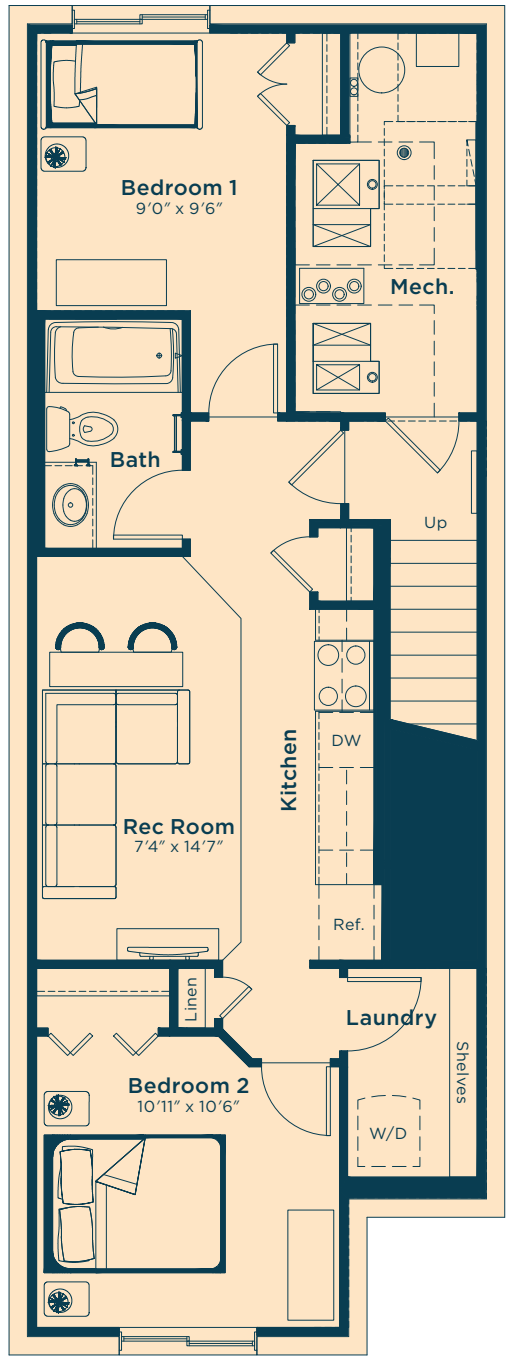 Bedroom 1
9′0″ x 9′6″
Mech.
Bath
Up
Kitchen
DW
Rec Room
7′4″ x 14′7″
Ref.
Linen
Laundry
Shelves
Bedroom 2
10′11″ x 10′6″
W/D